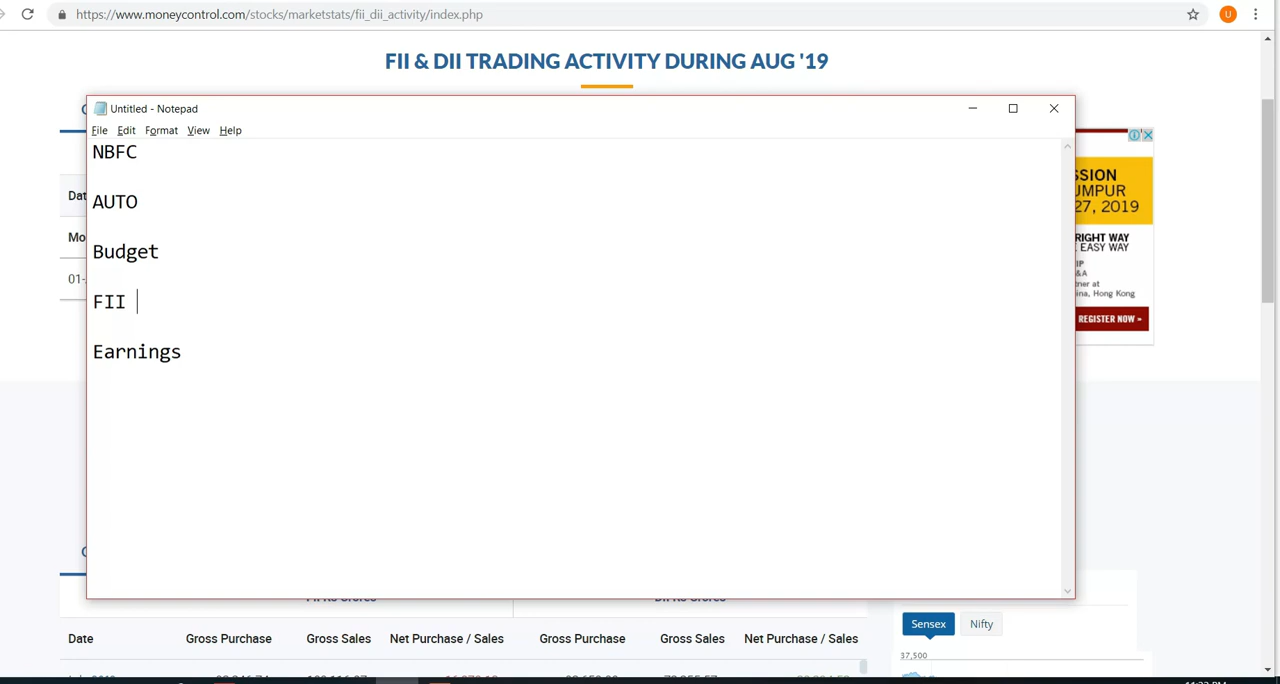 https://www.moneycontrol.com/stocks/marketstats/fii_dii_activity/index.php
U
FII & DII TRADING ACTIVITY DURING AUG '19
Untitled - Notepad
File Edit Format View Help
NBFC
AUTO
Budget
FII
Earnings
27, 2019
RIGHT WAY
EASY WAY
Hong Kong
REGISTER NOW »
Date Gross Purchase Gross Sales Net Purchase / Sales Gross Purchase Gross Sales Net Purchase / Sales
Sensex Nifty
37,500